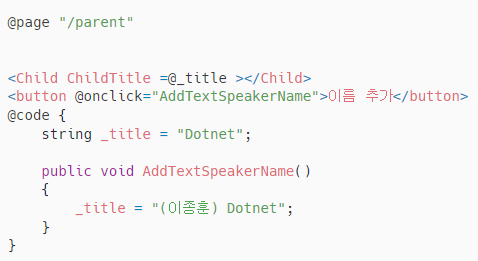 @page "/parent"
<Child ChildTitle =@_title ></Child>
<button @onclick="AddTextSpeakerName">이름 추가</button>
@code {
    string _title = "Dotnet";
    public void AddTextSpeakerName()
    {
        _title = "(이종훈) Dotnet";
    }
}